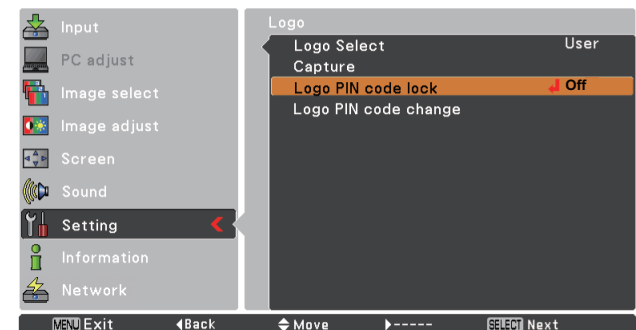 Input
PC adjust
Image select
Image adjust
Screen
Sound
Setting
Information
Network
Logo
Logo Select User
Capture
Logo PIN code lock Off
Logo PIN code change
MENU Exit ◀Back Move ▶----- SELECT Next